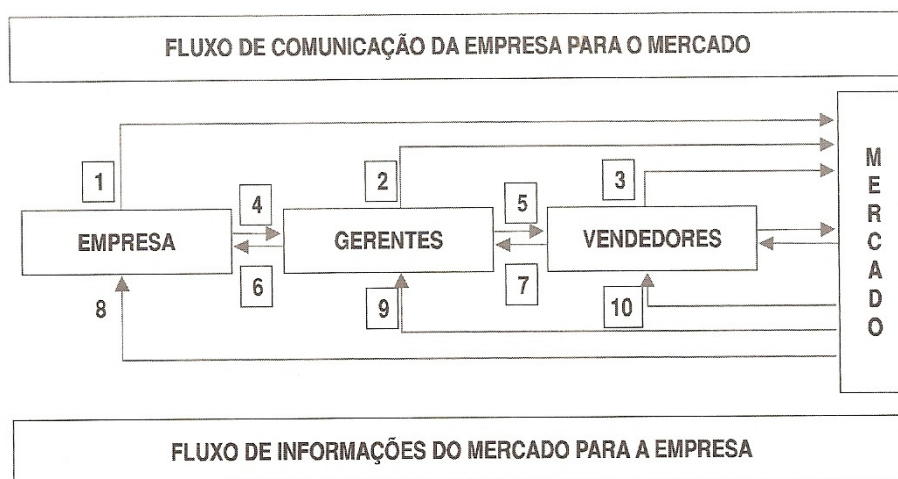 FLUXO DE COMUNICAÇÃO DA EMPRESA PARA O MERCADO
1
2
3
4
5
EMPRESA
GERENTES
VENDEDORES
6
7
8
9
10
M
E
R
C
A
D
O
FLUXO DE INFORMAÇÕES DO MERCADO PARA A EMPRESA